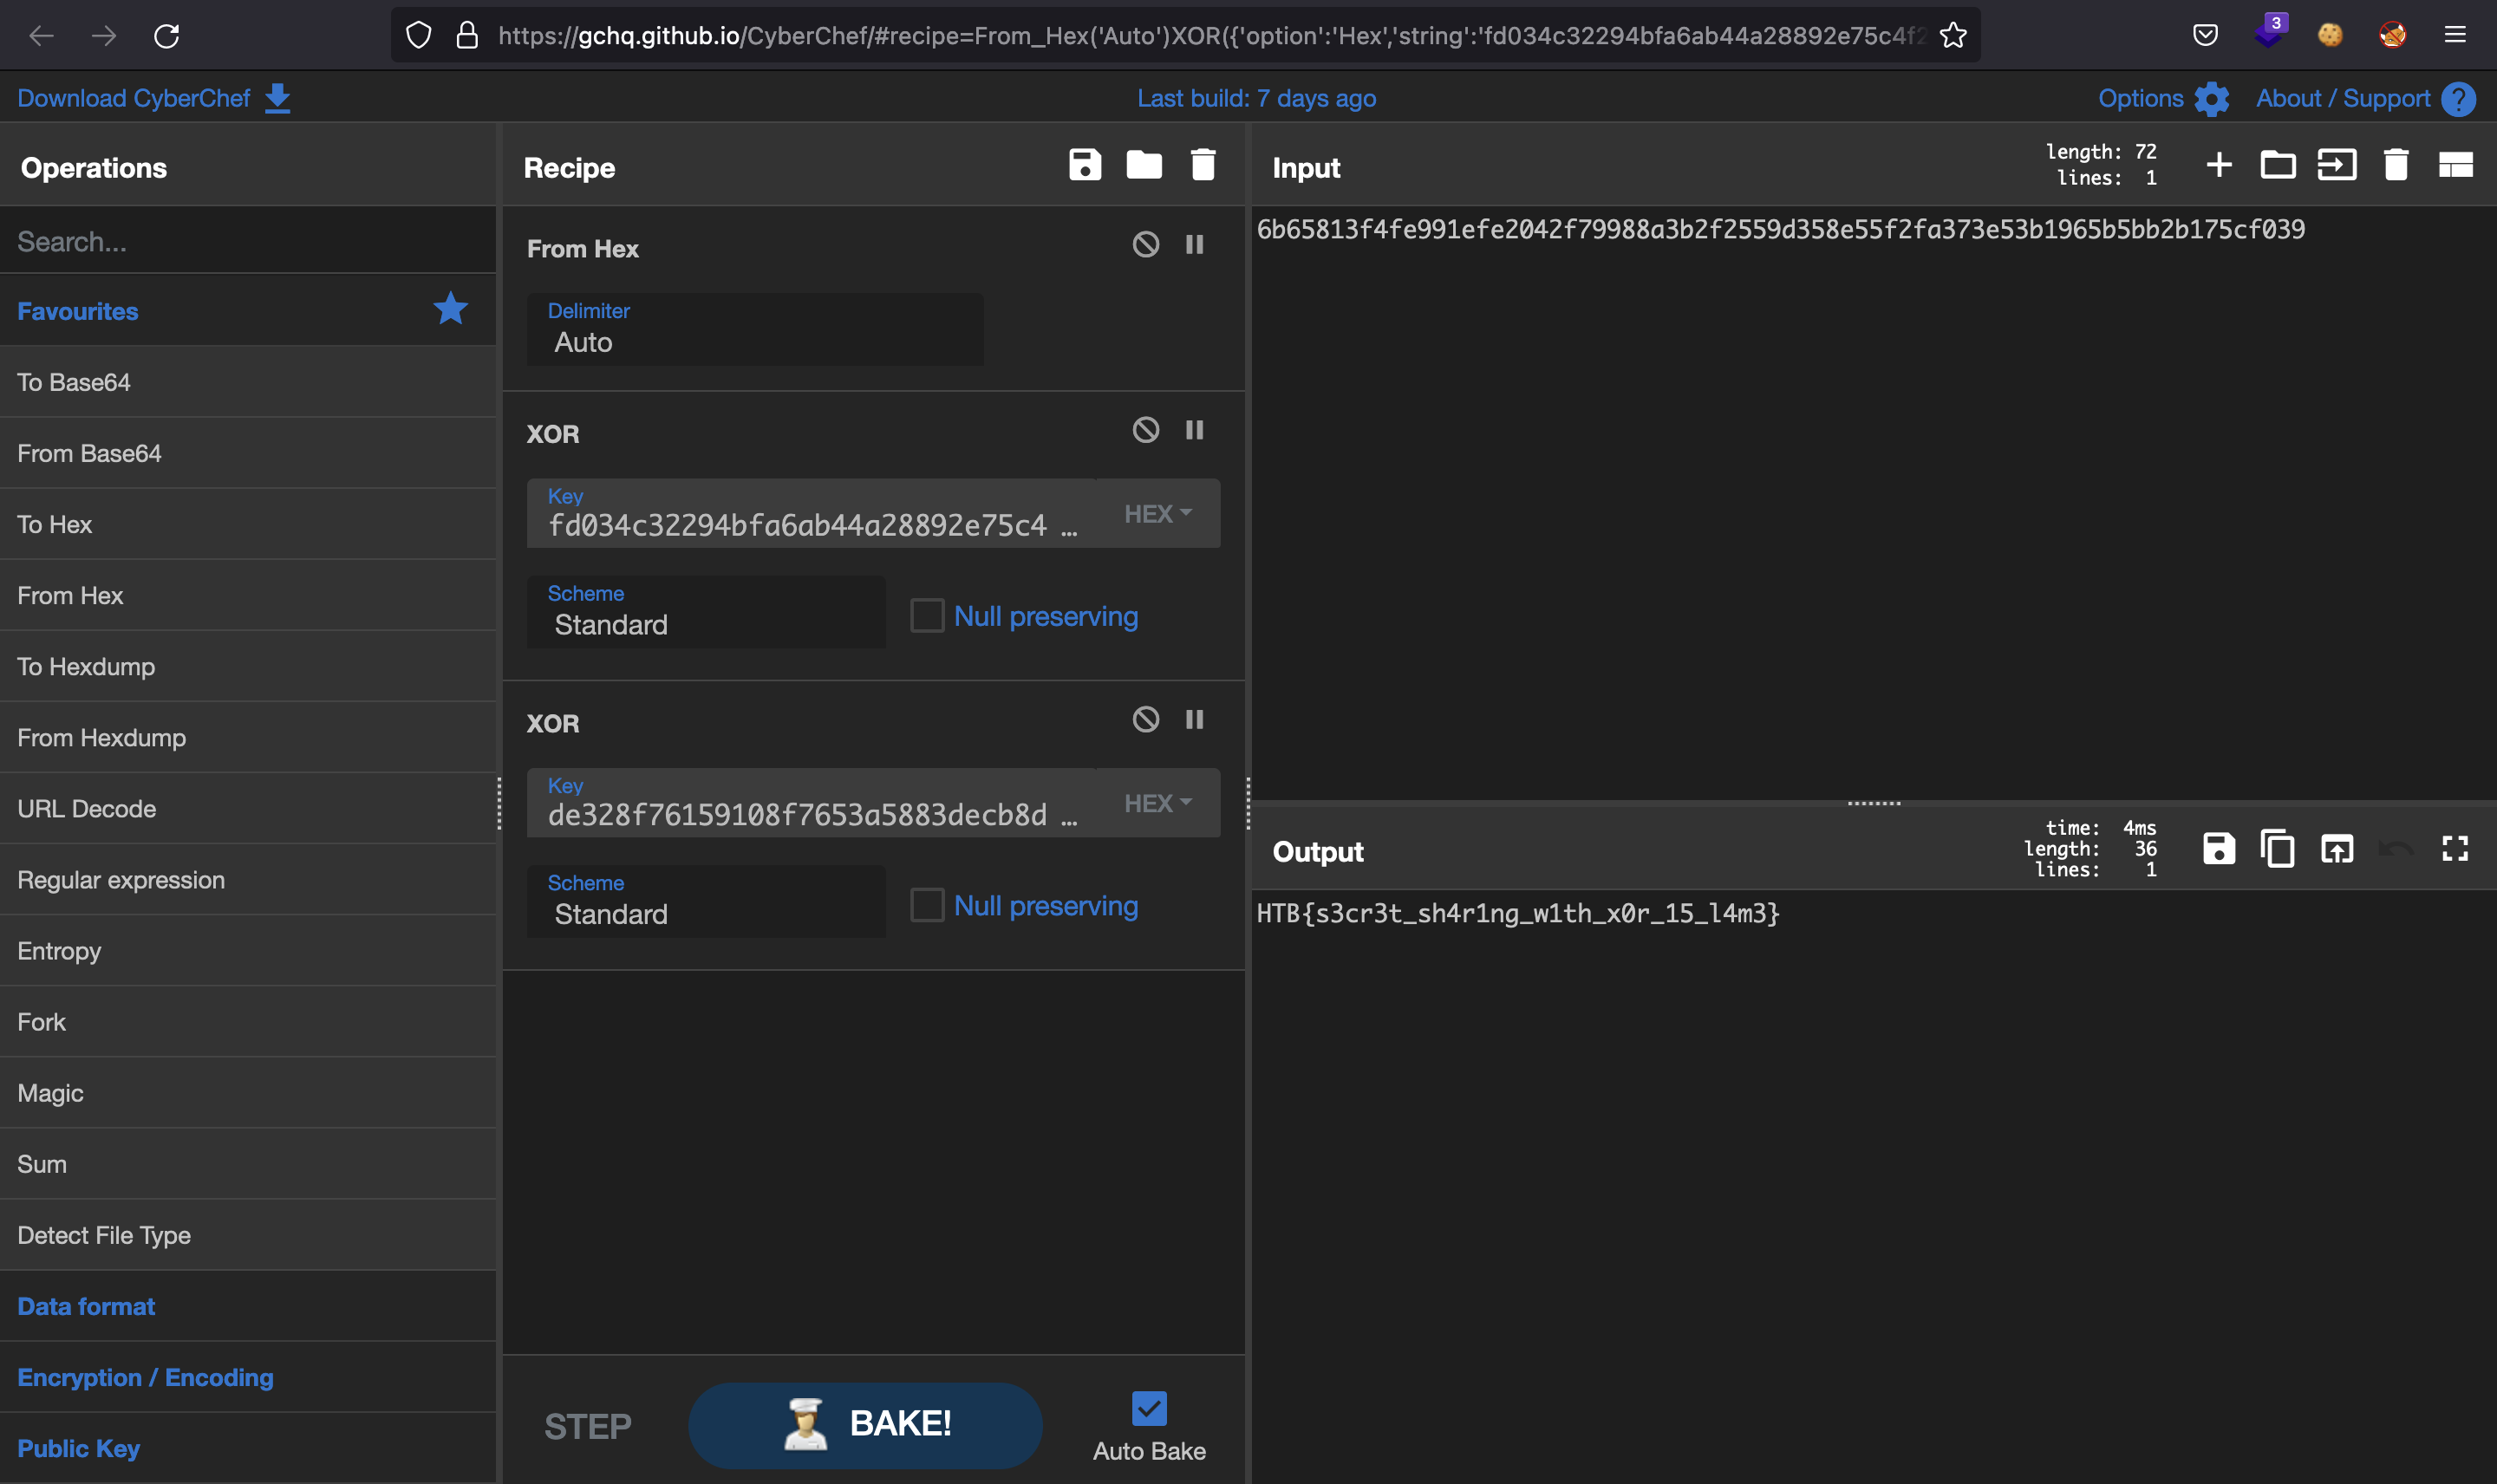 https://gchq.github.io/CyberChef/#recipe=From_Hex('Auto')XOR({'option':'Hex','string':'fd034c32294bfa6ab44a28892e75c4f2
3
Download CyberChef
Last build: 7 days ago
Options
About / Support
Operations
Search...
Favourites
To Base64
From Base64
To Hex
From Hex
To Hexdump
From Hexdump
URL Decode
Regular expression
Entropy
Fork
Magic
Sum
Detect File Type
Data format
Encryption / Encoding
Public Key
Recipe
From Hex
Delimiter
Auto
XOR
Key
fd034c32294bfa6ab44a28892e75c4 …
HEX
Scheme
Standard
Null preserving
XOR
Key
de328f76159108f7653a5883decb8d …
HEX
Scheme
Standard
Null preserving
STEP
BAKE!
Auto Bake
Input
length: 72
lines: 1
6b65813f4fe991efe2042f79988a3b2f2559d358e55f2fa373e53b1965b5bb2b175cf039
Output
time: 4ms
length: 36
lines: 1
HTB{s3cr3t_sh4r1ng_w1th_x0r_15_l4m3}